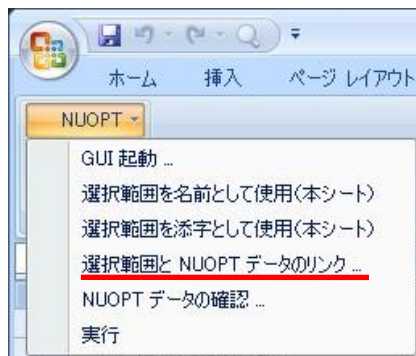 ホーム 挿入 ページ レイアウト
NUOPT
GUI 起動 ...
選択範囲を名前として使用(本シート)
選択範囲を添字として使用(本シート)
選択範囲と NUOPT データのリンク ...
NUOPT データの確認 ...
実行